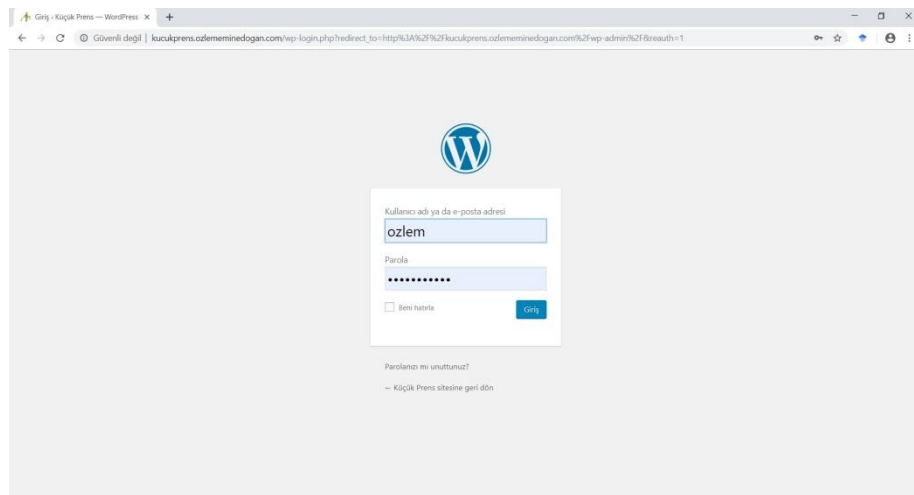 Giriş ‹ Küçük Prens — WordPress
Güvenli değil | kucukprens.ozlememinedogan.com/wp-login.php?redirect_to=http%3A%2F%2Fkucukprens.ozlememinedogan.com%2Fwp-admin%2F&reauth=1
Kullanıcı adı ya da e-posta adresi
ozlem
Parola
•••••••••••
Beni hatırla
Giriş
Parolanızı mı unuttunuz?
← Küçük Prens sitesine geri dön